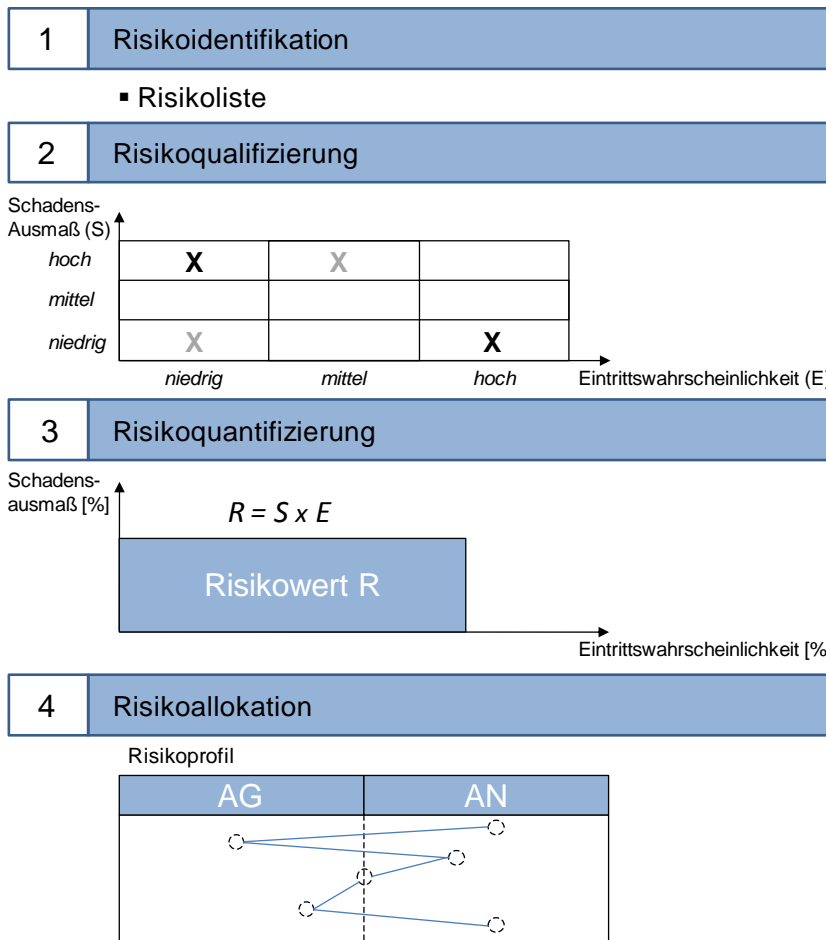 1 Risikoidentifikation
▪ Risikoliste
2 Risikoqualifizierung
Schadens-
Ausmaß (S)
hoch X X
mittel
niedrig X X
niedrig mittel hoch Eintrittswahrscheinlichkeit (E)
3 Risikoquantifizierung
Schadens-
ausmaß [%]
R = S x E
Risikowert R
Eintrittswahrscheinlichkeit [%
4 Risikoallokation
Risikoprofil
AG AN